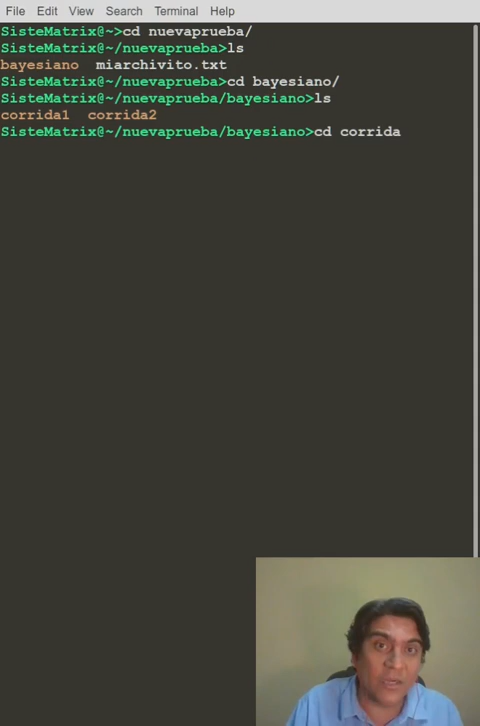 File Edit View Search Terminal Help
SisteMatrix@~>cd nuevaprueba/
SisteMatrix@~/nuevaprueba>ls
bayesiano  miarchivito.txt
SisteMatrix@~/nuevaprueba>cd bayesiano/
SisteMatrix@~/nuevaprueba/bayesiano>ls
corrida1  corrida2
SisteMatrix@~/nuevaprueba/bayesiano>cd corrida